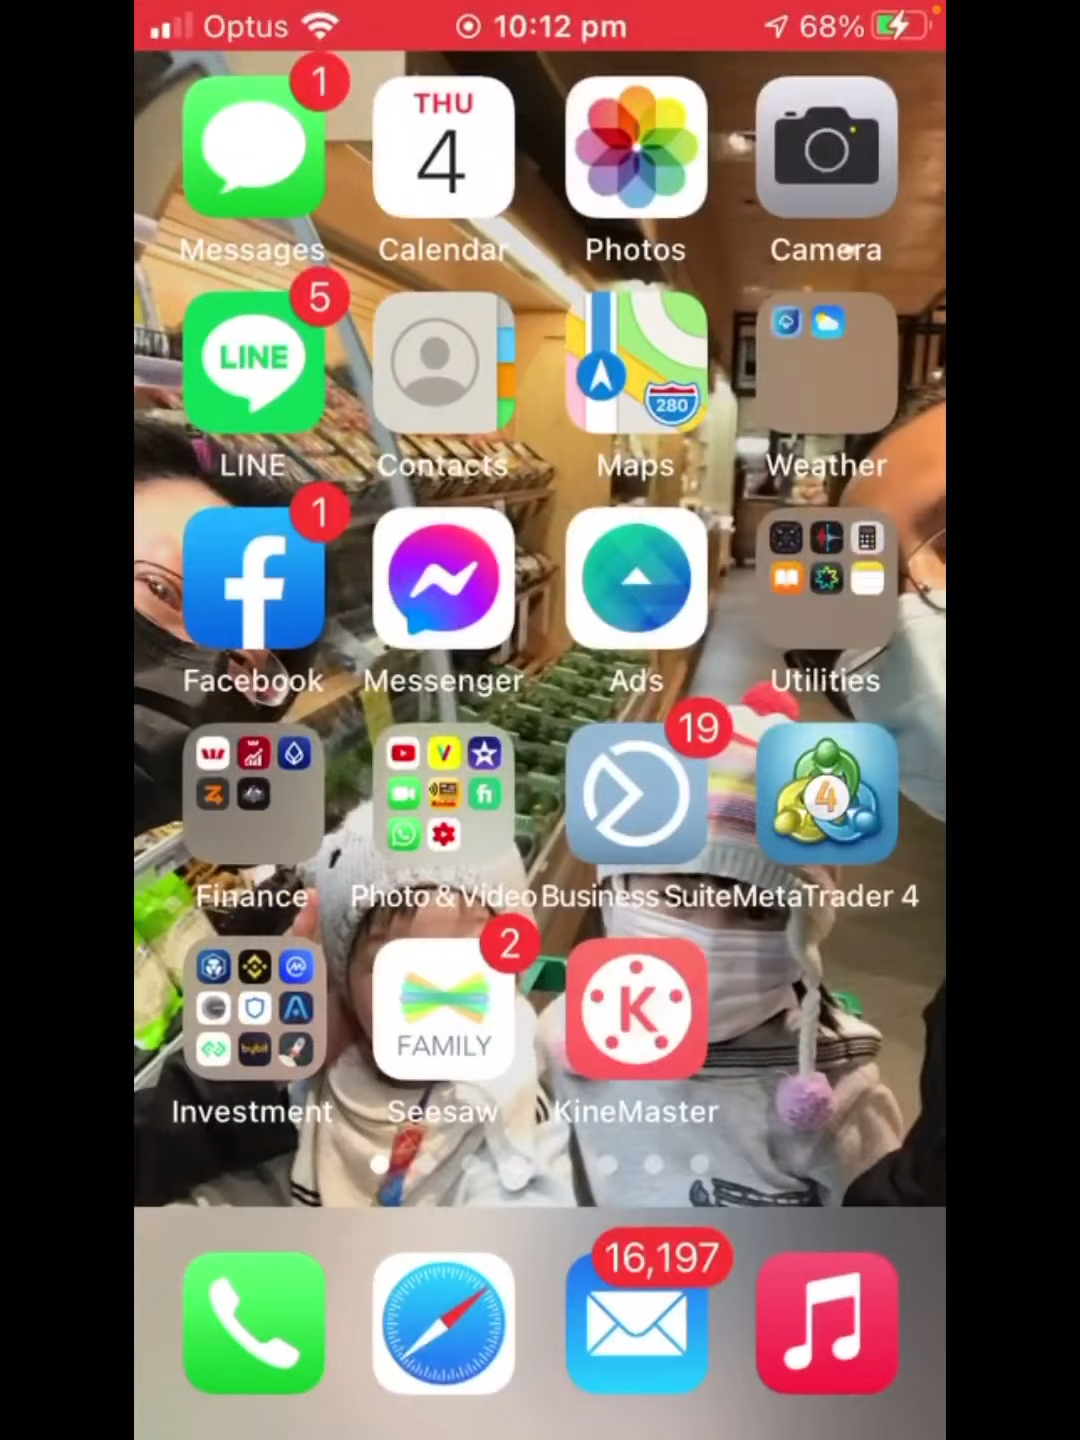 Optus 10:12 pm 68%
1
THU
4
Messages Calendar Photos Camera
5
LINE
280
LINE Contacts Maps Weather
1
Facebook Messenger Ads Utilities
19
4
Finance Photo & Video Business Suite MetaTrader 4
2
bybit
FAMILY
K
Investment Seesaw KineMaster
16,197